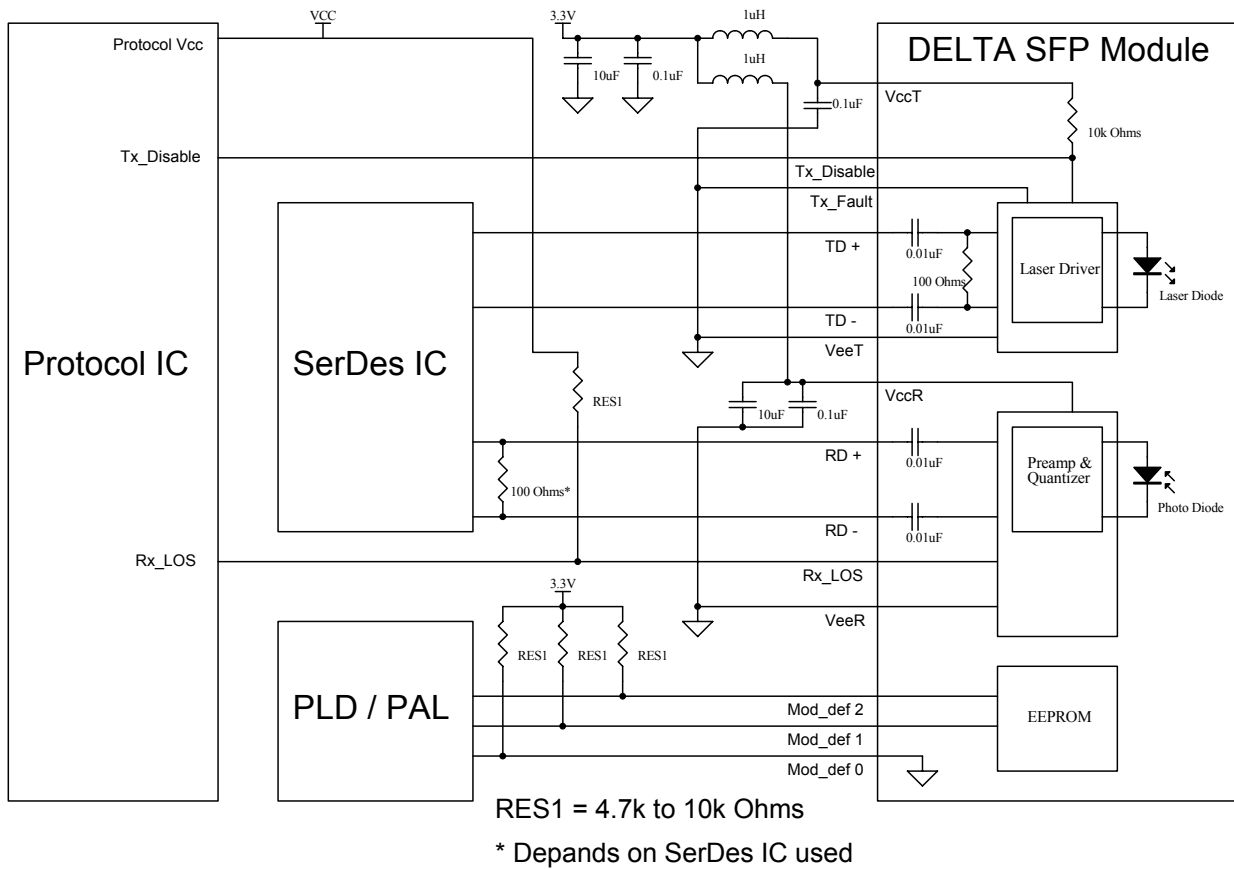 VCC
3.3V
1uH
Protocol Vcc
10uF
0.1uF
1uH
DELTA SFP Module
0.1uF
VccT
10k Ohms
Tx_Disable
Tx_Disable
Tx_Fault
TD +
0.01uF
100 Ohms
Laser Driver
Laser Diode
TD -
0.01uF
VeeT
Protocol IC
SerDes IC
RES1
10uF
0.1uF
VccR
RD +
0.01uF
Preamp &
Quantizer
100 Ohms*
Photo Diode
RD -
0.01uF
Rx_LOS
Rx_LOS
3.3V
VeeR
RES1
RES1
RES1
PLD / PAL
Mod_def 2
EEPROM
Mod_def 1
Mod_def 0
RES1 = 4.7k to 10k Ohms
* Depands on SerDes IC used